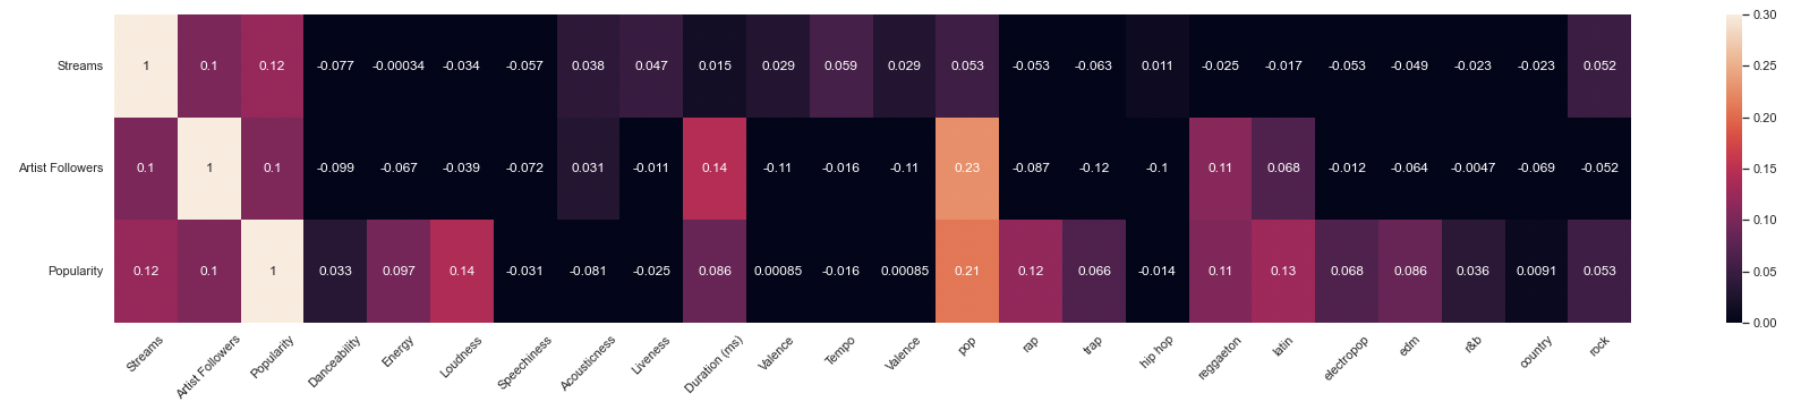 Streams 1 0.1 0.12 -0.077 -0.00034 -0.034 -0.057 0.038 0.047 0.015 0.029 0.059 0.029 0.053 -0.053 -0.063 0.011 -0.025 -0.017 -0.053 -0.049 -0.023 -0.023 0.052
Artist Followers 0.1 1 0.1 -0.099 -0.067 -0.039 -0.072 0.031 -0.011 0.14 -0.11 -0.016 -0.11 0.23 -0.087 -0.12 -0.1 0.11 0.068 -0.012 -0.064 -0.0047 -0.069 -0.052
Popularity 0.12 0.1 1 0.033 0.097 0.14 -0.031 -0.081 -0.025 0.086 0.00085 -0.016 0.00085 0.21 0.12 0.066 -0.014 0.11 0.13 0.068 0.086 0.036 0.0091 0.053
Streams Artist Followers Popularity Danceability Energy Loudness Speechiness Acousticness Liveness Duration (ms) Valence Tempo Valence pop rap trap hip hop reggaeton latin electropop edm r&b country rock
0.30
0.25
0.20
0.15
0.10
0.05
0.00